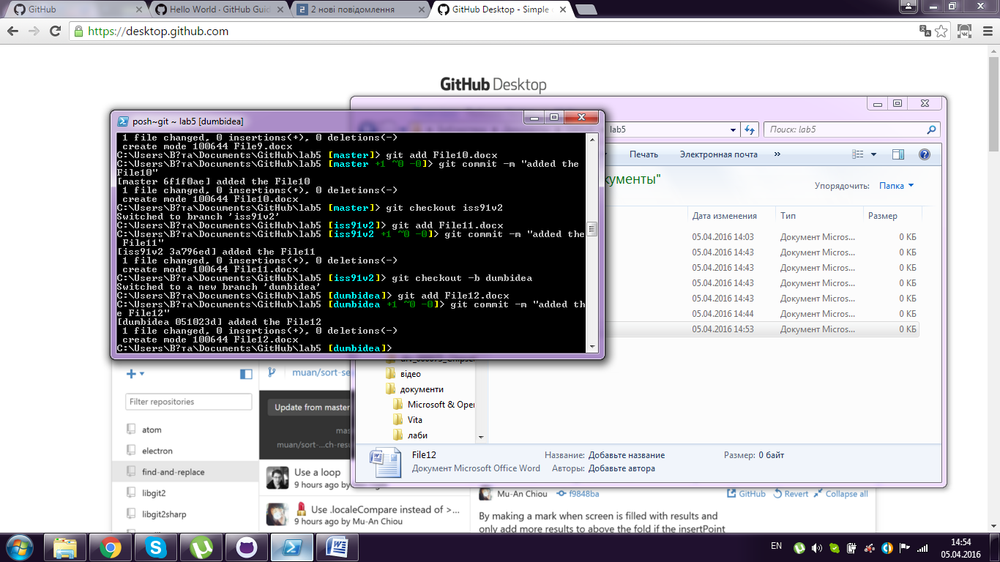 GitHub
Hello World · GitHub Guid
2 нові повідомлення
GitHub Desktop - Simple
https://desktop.github.com
GitHub Desktop
posh~git ~ lab5 [dumbidea]
1 file changed, 0 insertions(+), 0 deletions(-)
create mode 100644 File9.docx
C:\Users\В?та\Documents\GitHub\lab5 [master]> git add File10.docx
C:\Users\В?та\Documents\GitHub\lab5 [master +1 ~0 -0]> git commit -m "added the
File10"
[master 6f1f0ae] added the File10
1 file changed, 0 insertions(+), 0 deletions(-)
create mode 100644 File10.docx
C:\Users\В?та\Documents\GitHub\lab5 [master]> git checkout iss91v2
Switched to branch 'iss91v2'
C:\Users\В?та\Documents\GitHub\lab5 [iss91v2]> git add File11.docx
C:\Users\В?та\Documents\GitHub\lab5 [iss91v2 +1 ~0 -0]> git commit -m "added the
File11"
[iss91v2 3a796ed] added the File11
1 file changed, 0 insertions(+), 0 deletions(-)
create mode 100644 File11.docx
C:\Users\В?та\Documents\GitHub\lab5 [iss91v2]> git checkout -b dumbidea
Switched to a new branch 'dumbidea'
C:\Users\В?та\Documents\GitHub\lab5 [dumbidea]> git add File12.docx
C:\Users\В?та\Documents\GitHub\lab5 [dumbidea +1 ~0 -0]> git commit -m "added th
e File12"
[dumbidea 051023d] added the File12
1 file changed, 0 insertions(+), 0 deletions(-)
create mode 100644 File12.docx
C:\Users\В?та\Documents\GitHub\lab5 [dumbidea]>
lab5
Поиск: lab5
Печать
Электронная почта
»
кументы"
Упорядочить: Папка
Дата изменения Тип Размер
05.04.2016 14:03 Документ Micros... 0 КБ
05.04.2016 14:43 Документ Micros... 0 КБ
05.04.2016 14:43 Документ Micros... 0 КБ
05.04.2016 14:43 Документ Micros... 0 КБ
05.04.2016 14:43 Документ Micros... 0 КБ
05.04.2016 14:44 Документ Micros... 0 КБ
05.04.2016 14:53 Документ Micros... 0 КБ
відео
документи
Microsoft & Oper
Vita
лаби
File12
Документ Microsoft Office Word
Название: Добавьте название
Авторы: Добавьте автора
Размер: 0 байт
muan/sort-se
Filter repositories
atom
electron
find-and-replace
libgit2
libgit2sharp
Update from master
mas
muan/sort-...ch-resu
Use a loop
9 hours ago by
Use .localeCompare instead of >...
9 hours ago by Mu-An Chiou
Mu-An Chiou f9848ba
GitHub Revert Collapse all
By making a mark when screen is filled with results and
only add more results to above the fold if the insertPoint
EN
14:54
05.04.2016